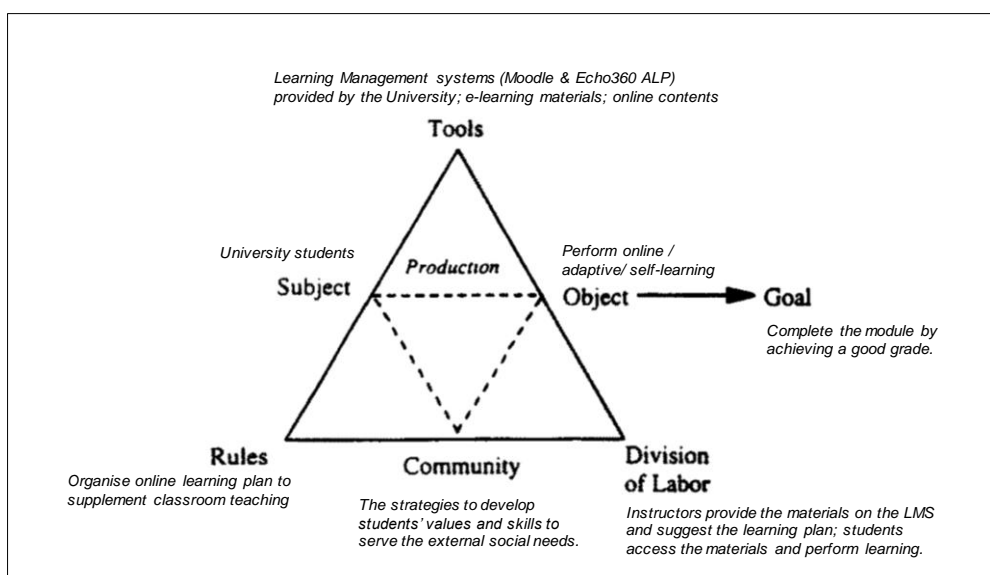 Learning Management systems (Moodle & Echo360 ALP)
provided by the University; e-learning materials; online contents
Tools
University students
Subject
Production
Perform online /
adaptive/ self-learning
Object
Goal
Complete the module by
achieving a good grade.
Rules
Organise online learning plan to
supplement classroom teaching
Community
The strategies to develop
students' values and skills to
serve the external social needs.
Division
of Labor
Instructors provide the materials on the LMS
and suggest the learning plan; students
access the materials and perform learning.